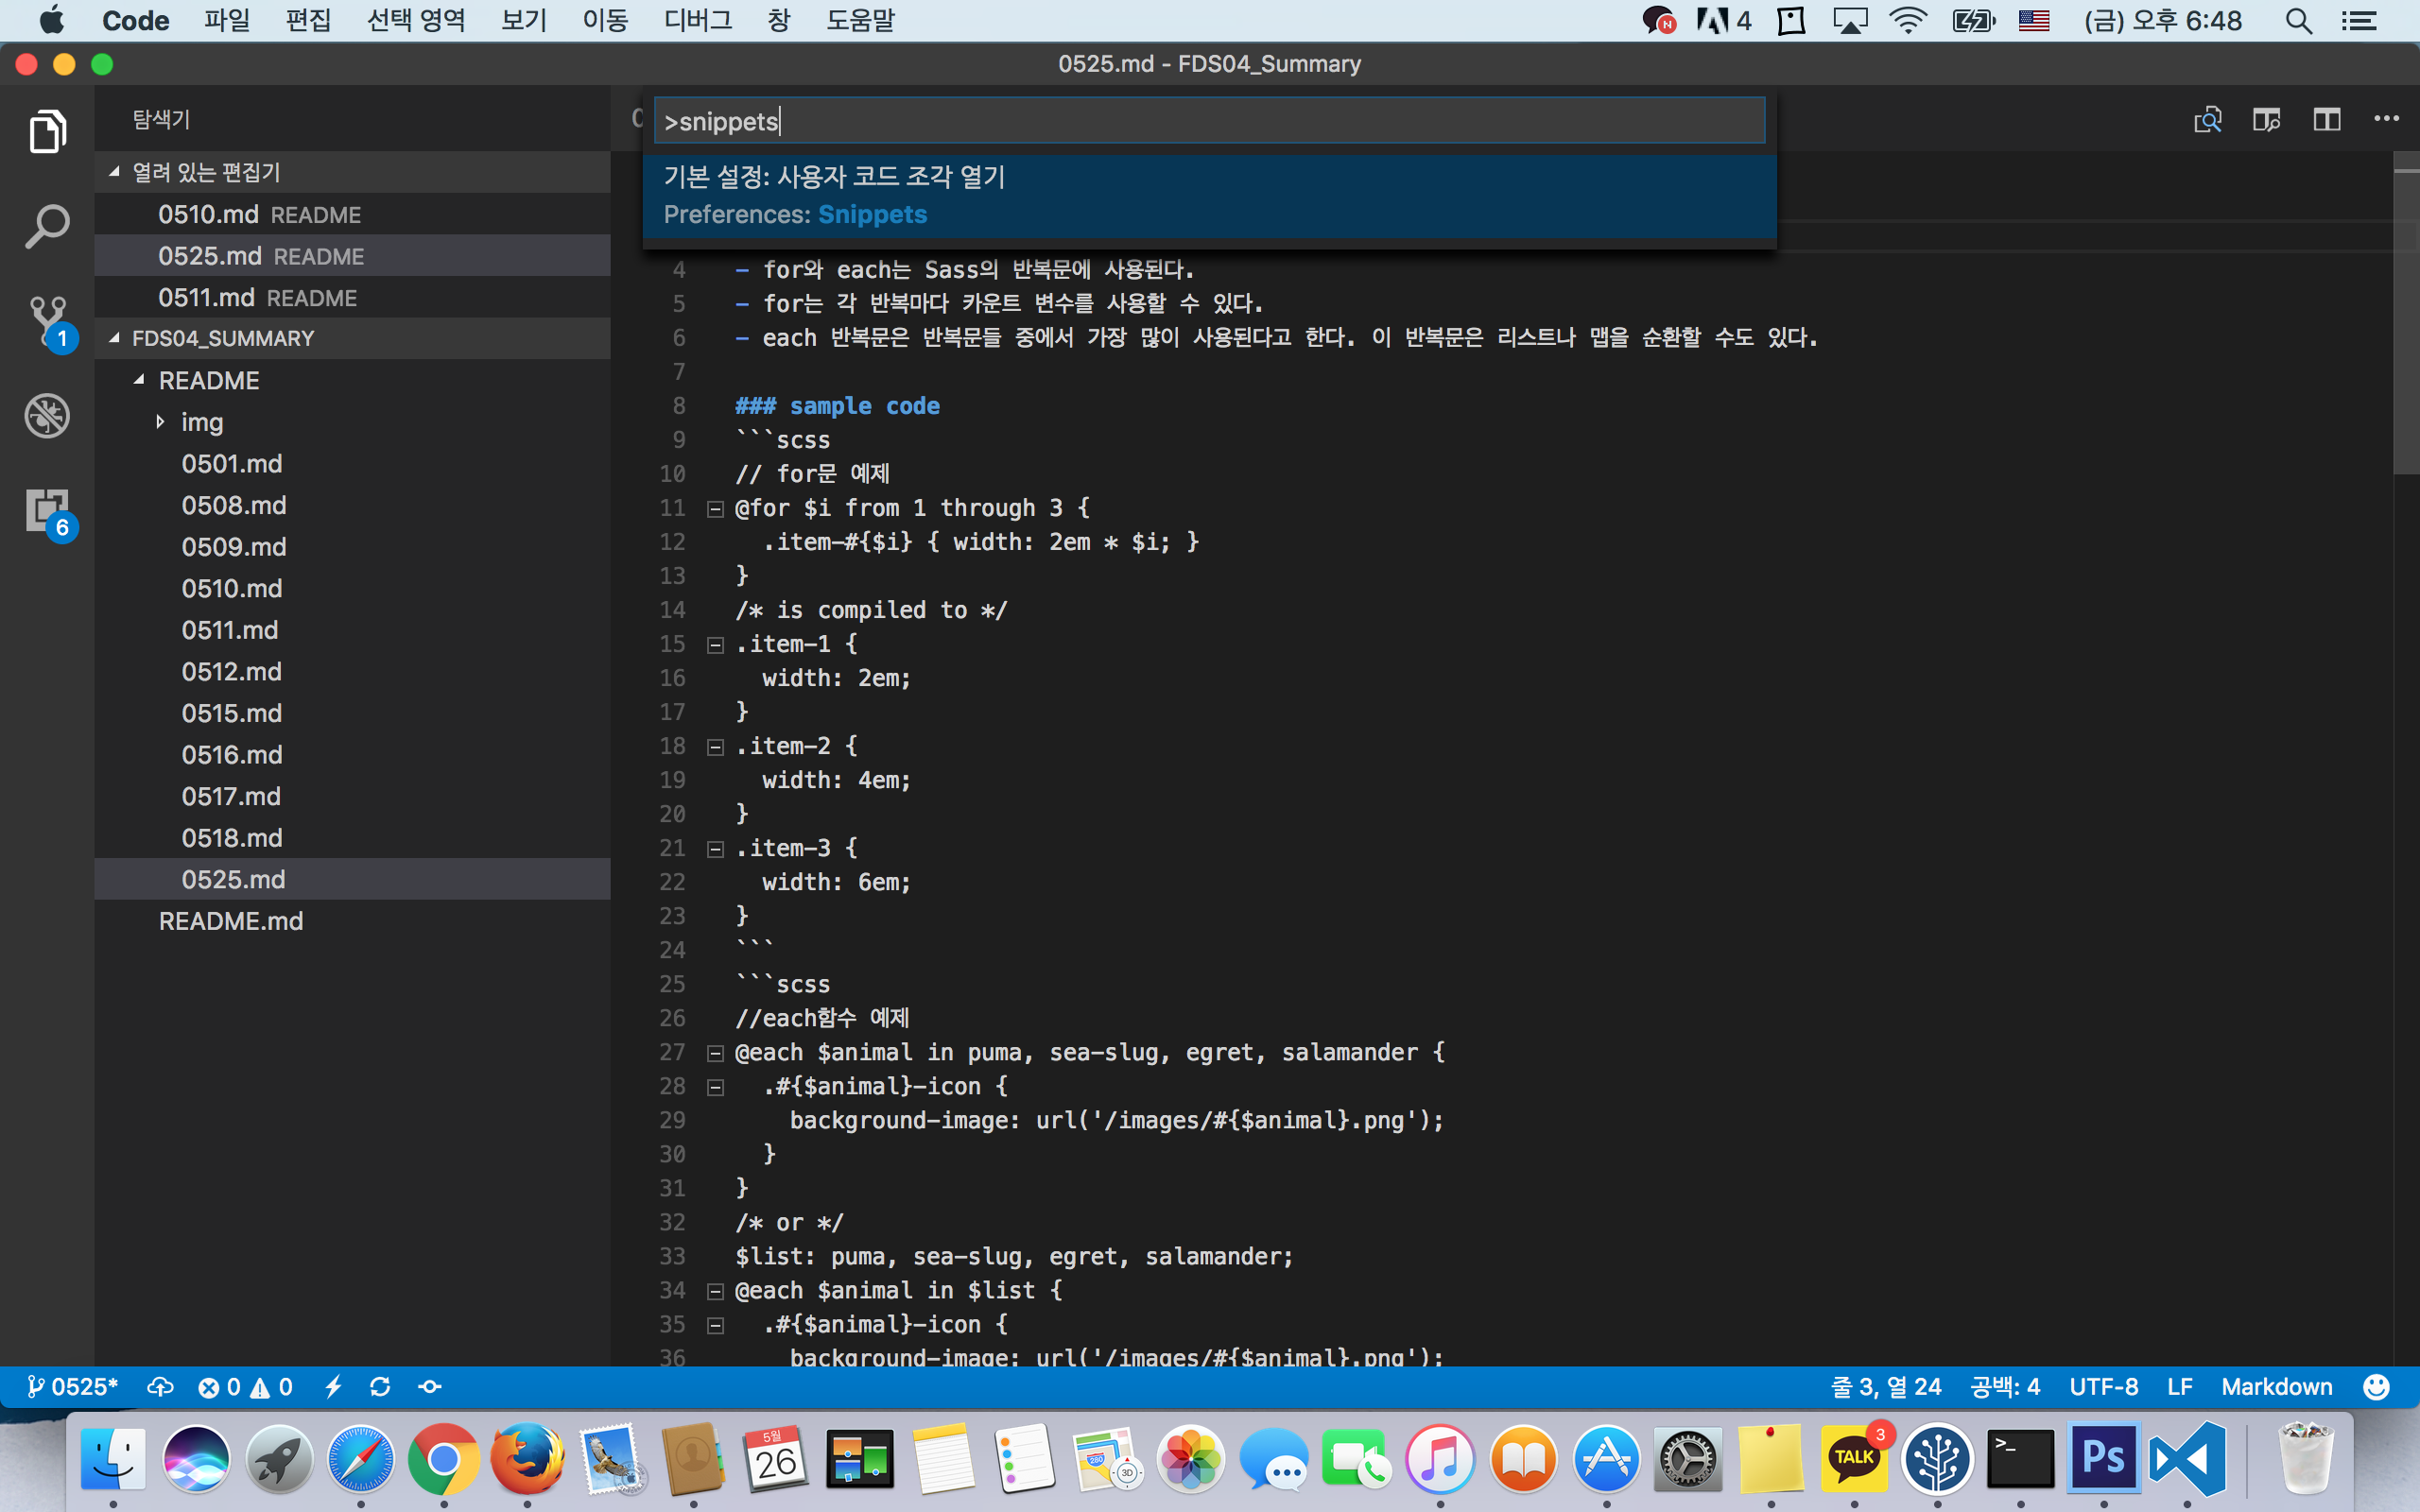 Code 파일 편집 선택 영역 보기 이동 디버그 창 도움말
4 (금) 오후 6:48
0525.md - FDS04_Summary
탐색기
열려 있는 편집기
0510.md README
0525.md README
0511.md README
FDS04_SUMMARY
README
img
0501.md
0508.md
0509.md
0510.md
0511.md
0512.md
0515.md
0516.md
0517.md
0518.md
0525.md
README.md
1
6
>snippets
기본 설정: 사용자 코드 조각 열기
Preferences: Snippets
4 - for와 each는 Sass의 반복문에 사용된다.
5 - for는 각 반복마다 카운트 변수를 사용할 수 있다.
6 - each 반복문은 반복문들 중에서 가장 많이 사용된다고 한다. 이 반복문은 리스트나 맵을 순환할 수도 있다.
7
8 ### sample code
9 ```scss
10 // for문 예제
11 @for $i from 1 through 3 {
12 .item-#{$i} { width: 2em * $i; }
13 }
14 /* is compiled to */
15 .item-1 {
16 width: 2em;
17 }
18 .item-2 {
19 width: 4em;
20 }
21 .item-3 {
22 width: 6em;
23 }
24 ```
25 ```scss
26 //each함수 예제
27 @each $animal in puma, sea-slug, egret, salamander {
28 .#{$animal}-icon {
29 background-image: url('/images/#{$animal}.png');
30 }
31 }
32 /* or */
33 $list: puma, sea-slug, egret, salamander;
34 @each $animal in $list {
35 .#{$animal}-icon {
36 background-image: url('/images/#{$animal}.png');
0525* 0 0 줄 3, 열 24 공백: 4 UTF-8 LF Markdown
5월
26
280
3D
>_
TALK
3
Ps